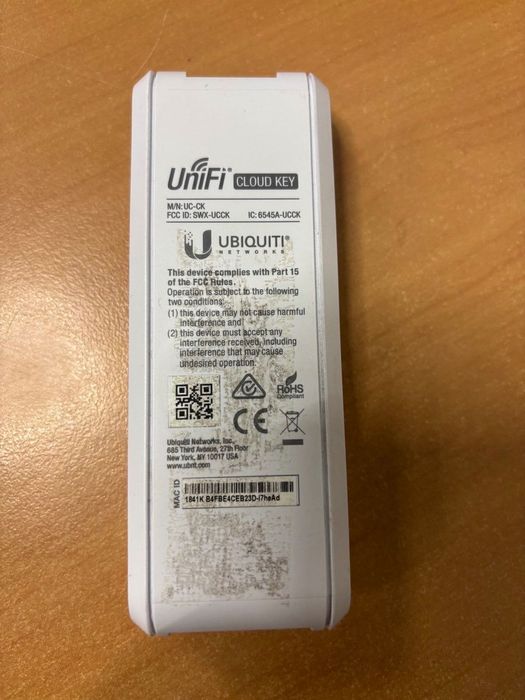 UniFi CLOUD KEY
M/N: UC-CK
FCC ID: SWX-UCCK IC: 6545A-UCCK
UBIQUITI
NETWORKS
This device complies with Part 15
of the FCC Rules.
Operation is subject to the following
two conditions:
(1) this device may not cause harmful
interference and
(2) this device must accept any
interference received, including
interference that may cause
undesired operation.
RoHS
Compliant
CE
Ubiquiti Networks, Inc.
685 Third Avenue, 27th Floor
New York, NY 10017 USA
www.ubnt.com
MAC ID
1841K B4FBE4CEB23D-i7haAd